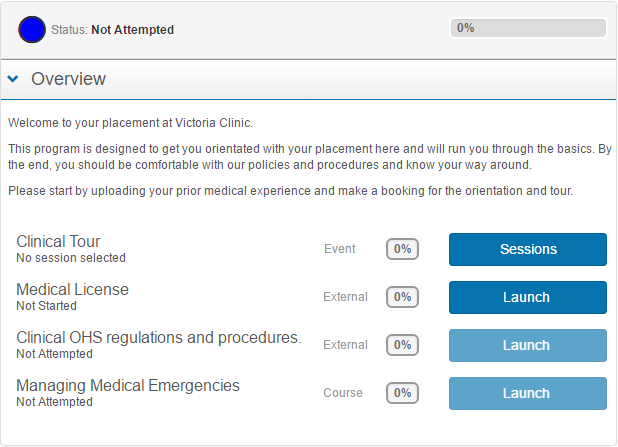 Status: Not Attempted
0%
Overview
Welcome to your placement at Victoria Clinic.
This program is designed to get you orientated with your placement here and will run you through the basics. By
the end, you should be comfortable with our policies and procedures and know your way around.
Please start by uploading your prior medical experience and make a booking for the orientation and tour.
Clinical Tour
No session selected
Event
0%
Sessions
Medical License
Not Started
External
0%
Launch
Clinical OHS regulations and procedures.
Not Attempted
External
0%
Launch
Managing Medical Emergencies
Not Attempted
Course
0%
Launch